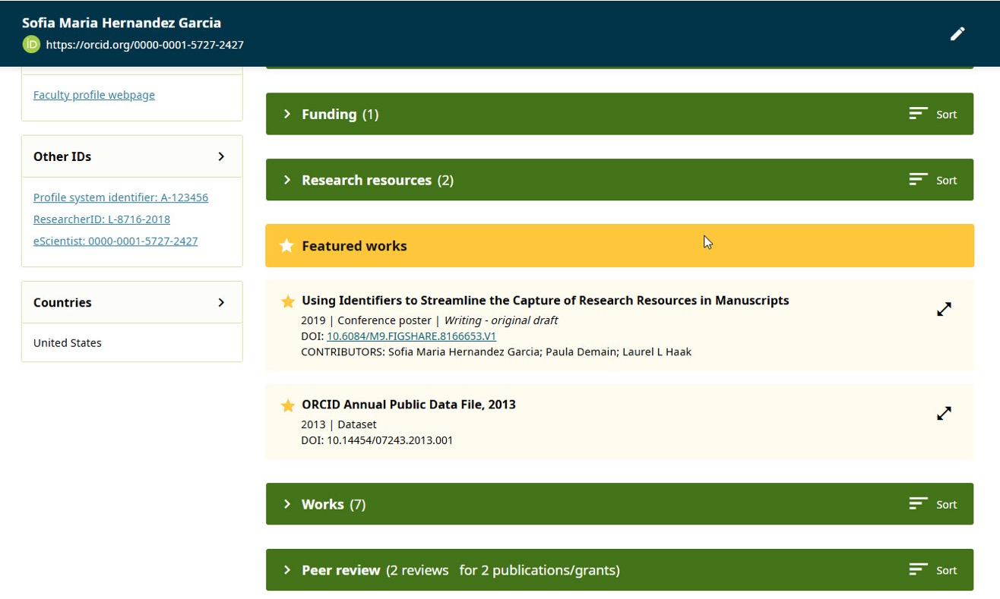 Sofia Maria Hernandez Garcia
iD https://orcid.org/0000-0001-5727-2427
Faculty profile webpage
Other IDs
Profile system identifier: A-123456
ResearcherID: L-8716-2018
eScientist: 0000-0001-5727-2427
Countries
United States
Funding (1) Sort
Research resources (2) Sort
Featured works
Using Identifiers to Streamline the Capture of Research Resources in Manuscripts
2019 | Conference poster | Writing - original draft
DOI: 10.6084/M9.FIGSHARE.8166653.V1
CONTRIBUTORS: Sofia Maria Hernandez Garcia; Paula Demain; Laurel L Haak
ORCID Annual Public Data File, 2013
2013 | Dataset
DOI: 10.14454/07243.2013.001
Works (7) Sort
Peer review (2 reviews for 2 publications/grants) Sort